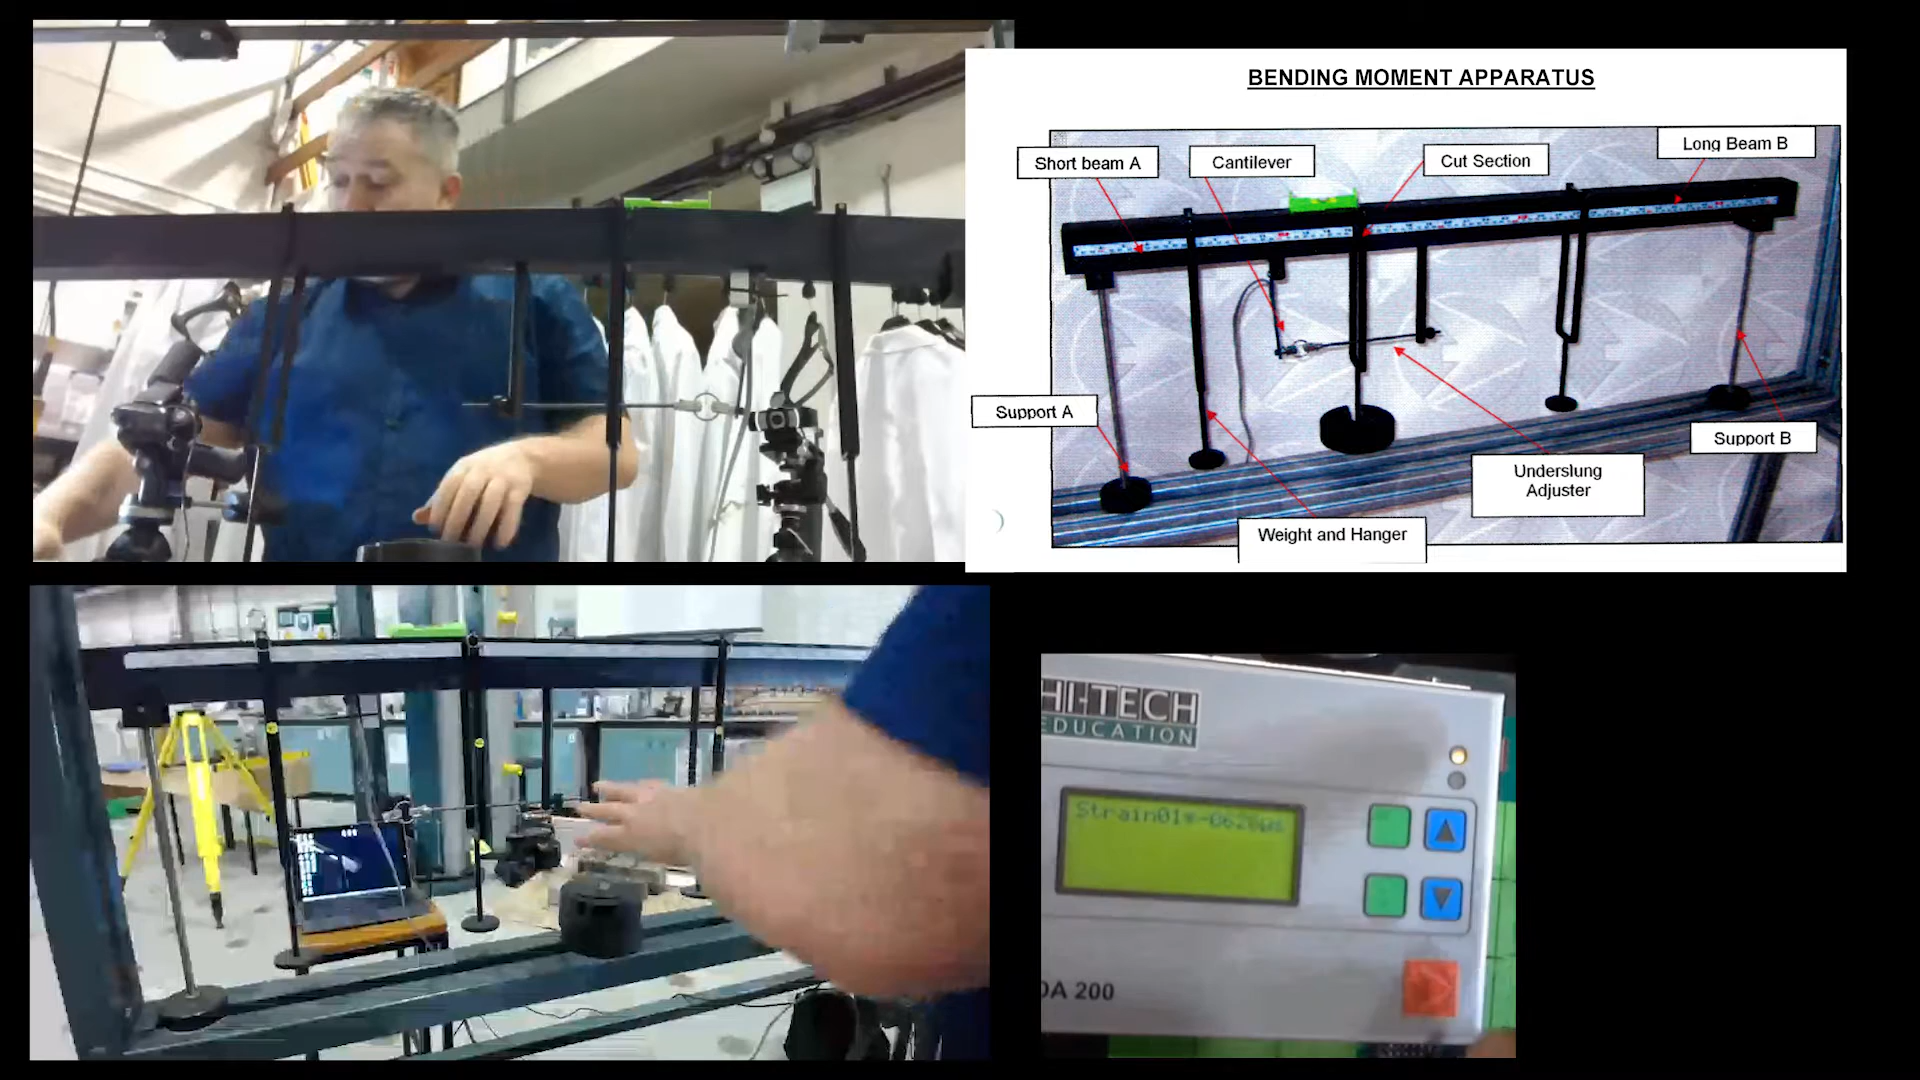 BENDING MOMENT APPARATUS
Short beam A
Cantilever
Cut Section
Long Beam B
Support A
Support B
Underslung
Adjuster
Weight and Hanger
HI-TECH
EDUCATION
DA 200